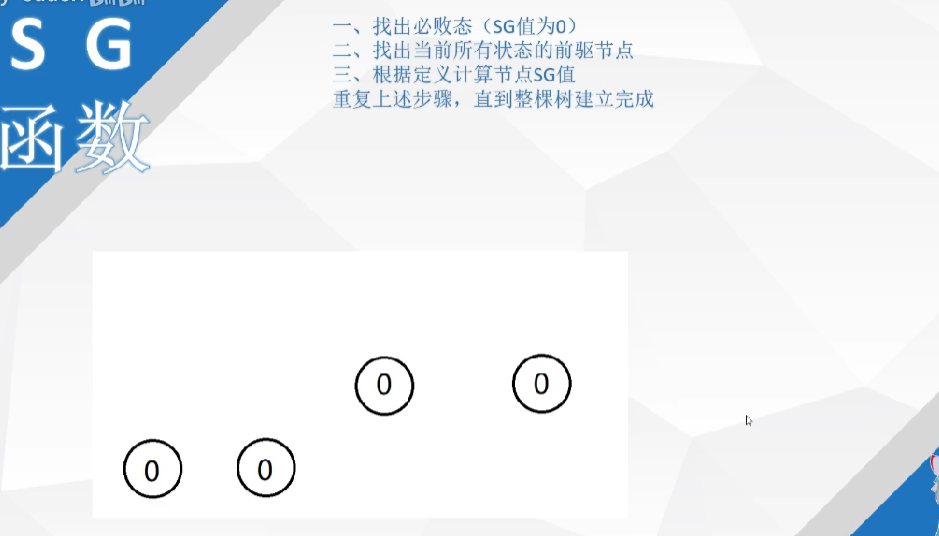 SG
函数
一、找出必败态（SG值为0）
二、找出当前所有状态的前驱节点
三、根据定义计算节点SG值
重复上述步骤，直到整棵树建立完成
0
0
0
0